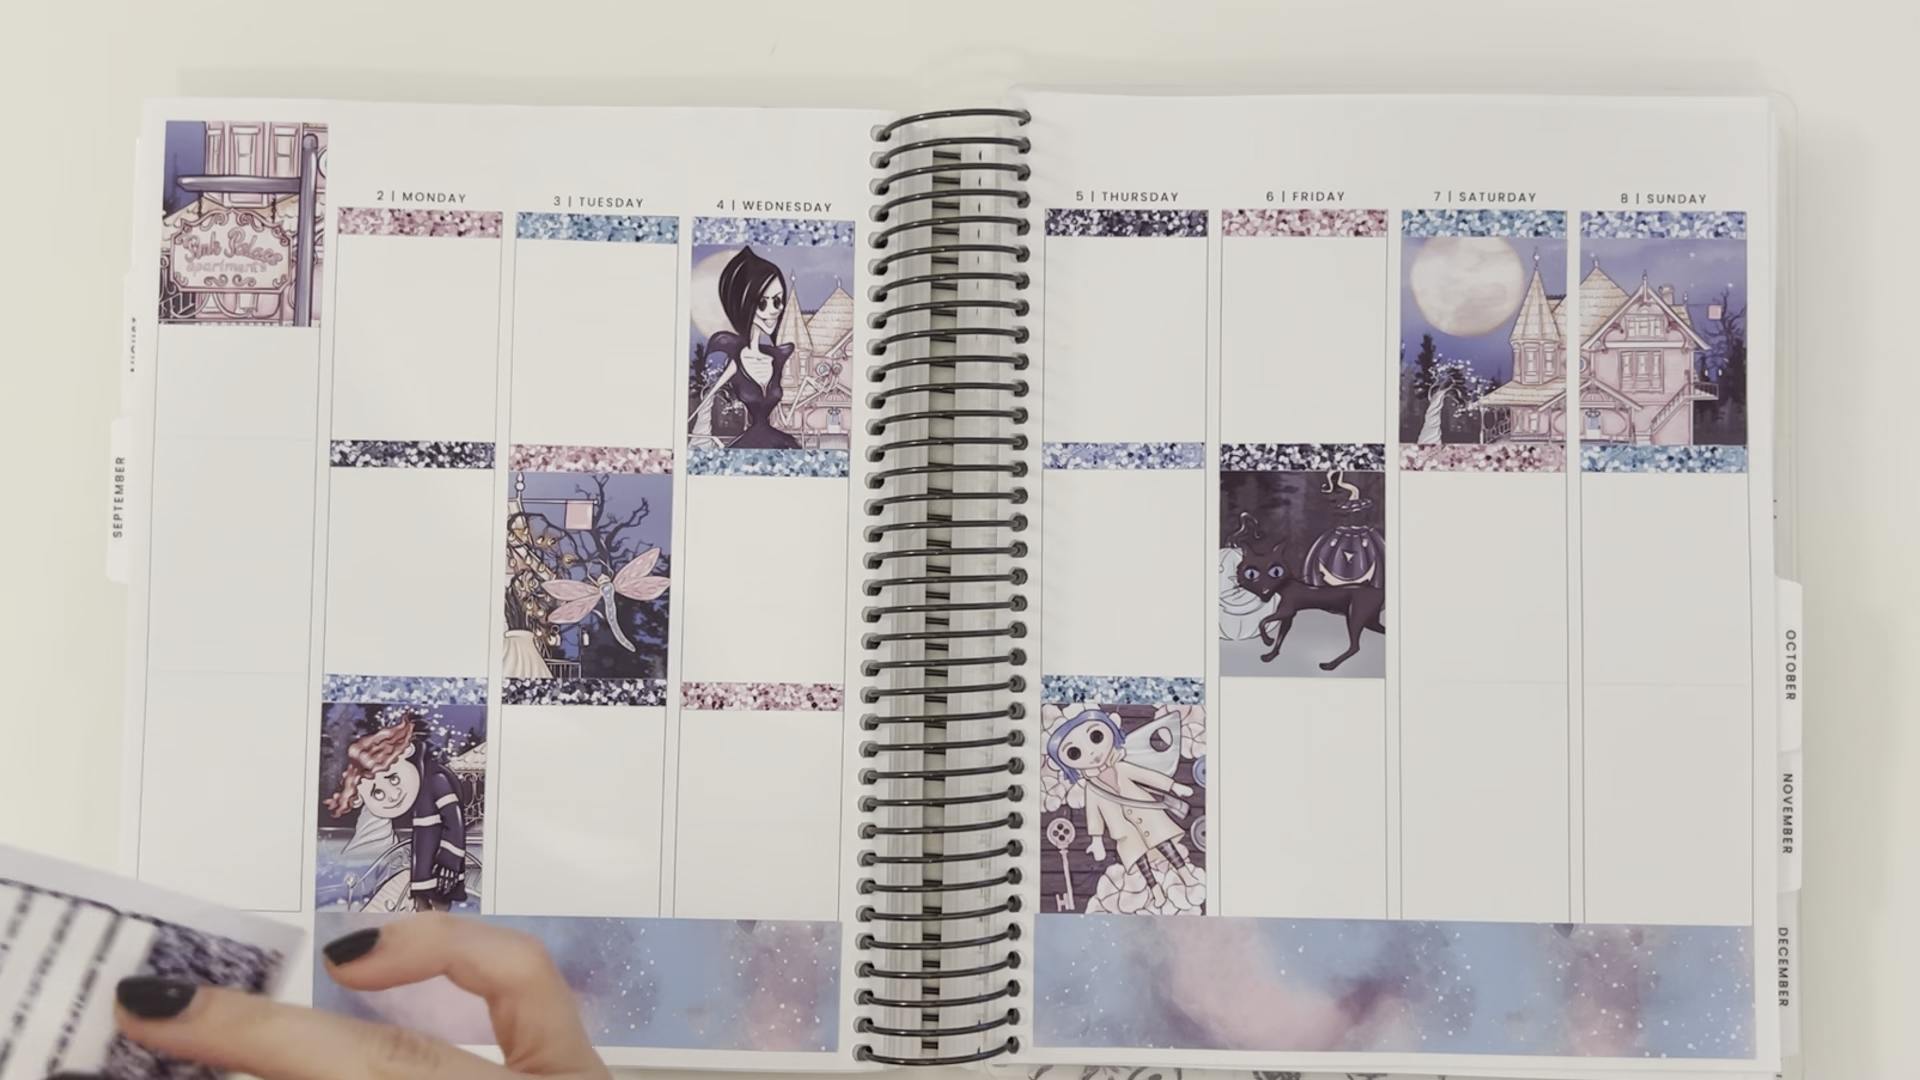 Pink Palace
apartments
2 | MONDAY
3 | TUESDAY
4 | WEDNESDAY
5 | THURSDAY
6 | FRIDAY
7 | SATURDAY
8 | SUNDAY
AUGUST
SEPTEMBER
OCTOBER
NOVEMBER
DECEMBER